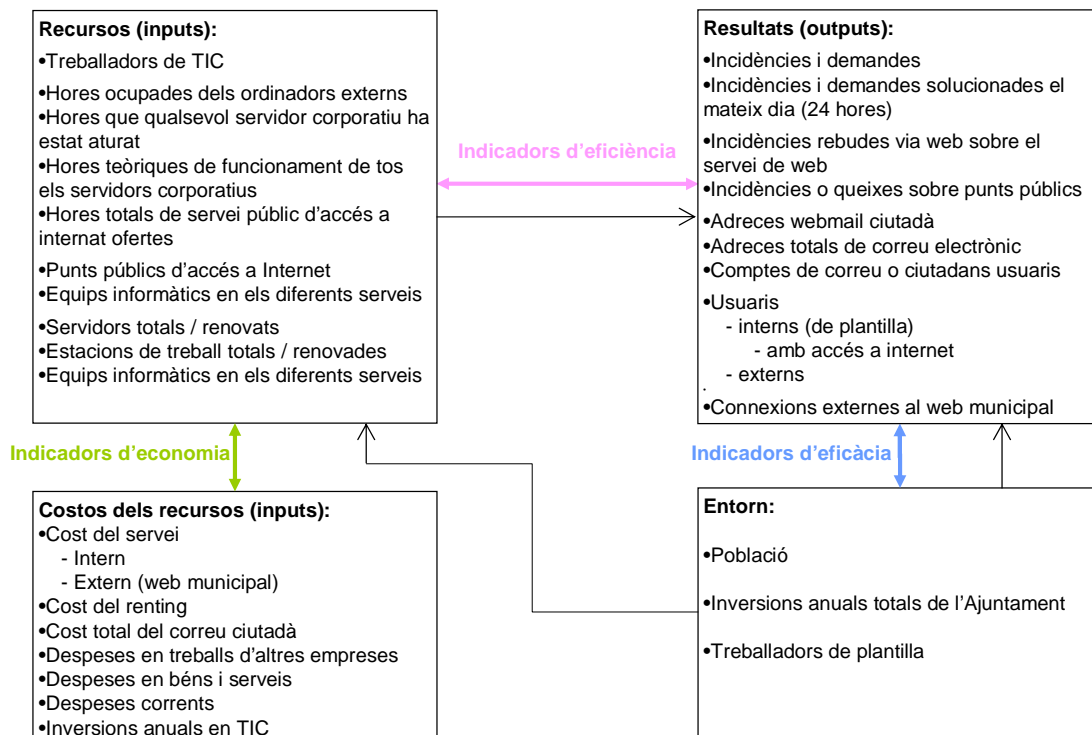 Recursos (inputs):
•Treballadors de TIC
•Hores ocupades dels ordinadors externs
•Hores que qualsevol servidor corporatiu ha
estat aturat
•Hores teòriques de funcionament de tos
els servidors corporatius
•Hores totals de servei públic d’accés a
internat ofertes
•Punts públics d’accés a Internet
•Equips informàtics en els diferents serveis
•Servidors totals / renovats
•Estacions de treball totals / renovades
•Equips informàtics en els diferents serveis
Indicadors d’eficiència
Resultats (outputs):
•Incidències i demandes
•Incidències i demandes solucionades el
mateix dia (24 hores)
•Incidències rebudes via web sobre el
servei de web
•Incidències o queixes sobre punts públics
•Adreces webmail ciutadà
•Adreces totals de correu electrònic
•Comptes de correu o ciutadans usuaris
•Usuaris
- interns (de plantilla)
- amb accés a internet
- externs
.
•Connexions externes al web municipal
Indicadors d’economia
Indicadors d’eficàcia
Costos dels recursos (inputs):
•Cost del servei
- Intern
- Extern (web municipal)
•Cost del renting
•Cost total del correu ciutadà
•Despeses en treballs d’altres empreses
•Despeses en béns i serveis
•Despeses corrents
•Inversions anuals en TIC
Entorn:
•Població
•Inversions anuals totals de l’Ajuntament
•Treballadors de plantilla